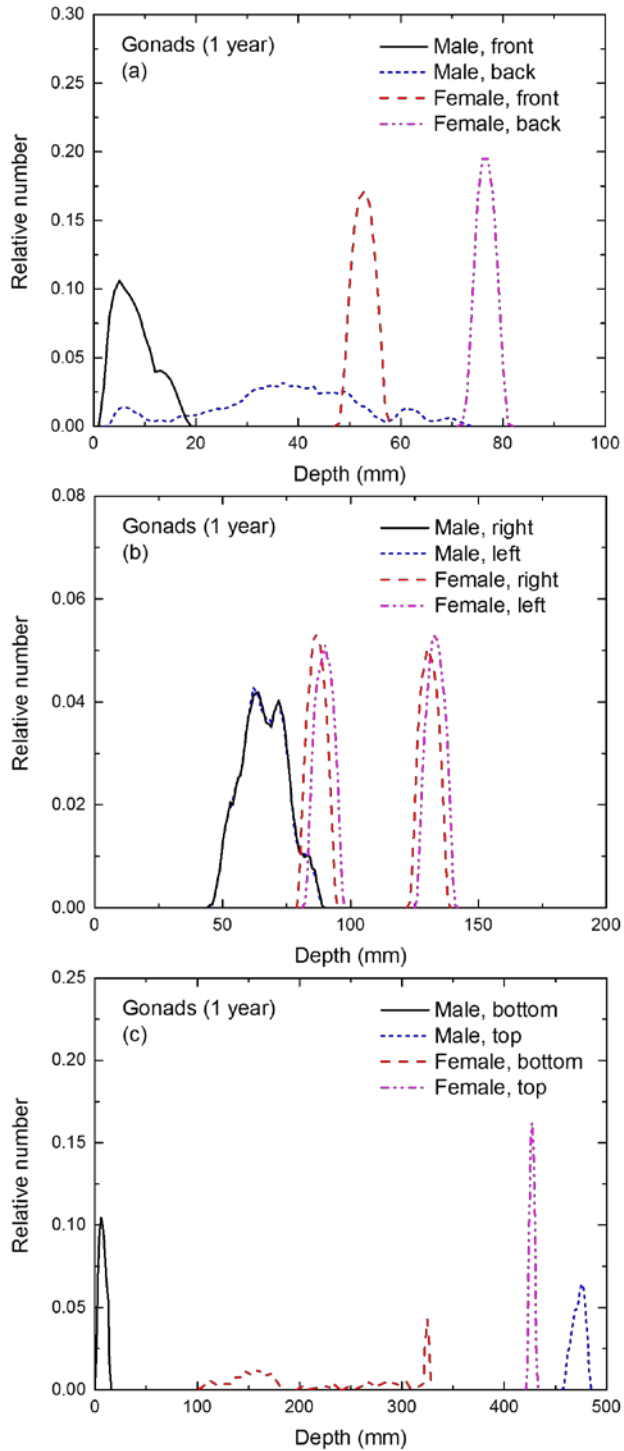 Gonads (1 year)
(a)
Male, front
Male, back
Female, front
Female, back
0.30
0.25
0.20
0.15
0.10
0.05
0.00
Relative number
0 20 40 60 80 100
Depth (mm)
Gonads (1 year)
(b)
Male, right
Male, left
Female, right
Female, left
0.08
0.06
0.04
0.02
0.00
Relative number
0 50 100 150 200
Depth (mm)
Gonads (1 year)
(c)
Male, bottom
Male, top
Female, bottom
Female, top
0.25
0.20
0.15
0.10
0.05
0.00
Relative number
0 100 200 300 400 500
Depth (mm)